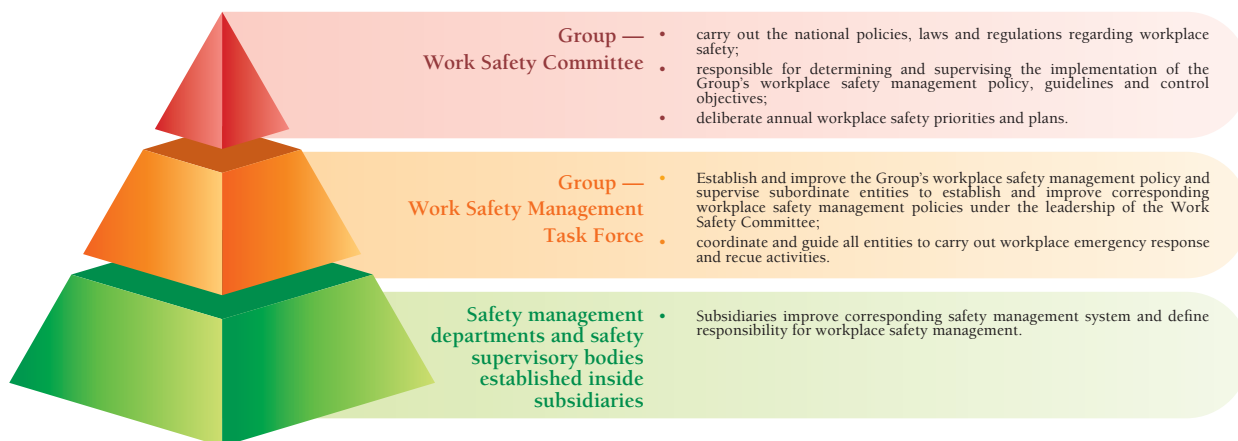 Group —
Work Safety Committee
• carry out the national policies, laws and regulations regarding workplace
safety;
• responsible for determining and supervising the implementation of the
Group's workplace safety management policy, guidelines and control
objectives;
• deliberate annual workplace safety priorities and plans.
Group —
Work Safety Management
Task Force
• Establish and improve the Group's workplace safety management policy and
supervise subordinate entities to establish and improve corresponding
workplace safety management policies under the leadership of the Work
Safety Committee;
• coordinate and guide all entities to carry out workplace emergency response
and recue activities.
Safety management
departments and safety
supervisory bodies
established inside
subsidiaries
• Subsidiaries improve corresponding safety management system and define
responsibility for workplace safety management.